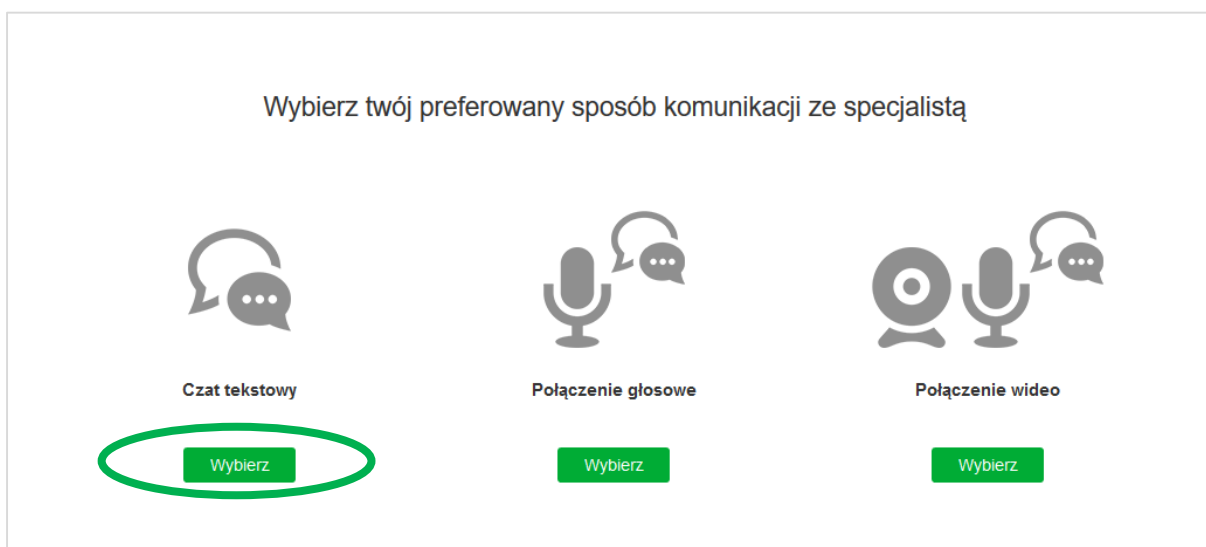 Wybierz twój preferowany sposób komunikacji ze specjalistą
Czat tekstowy
Połączenie głosowe
Połączenie wideo
Wybierz
Wybierz
Wybierz